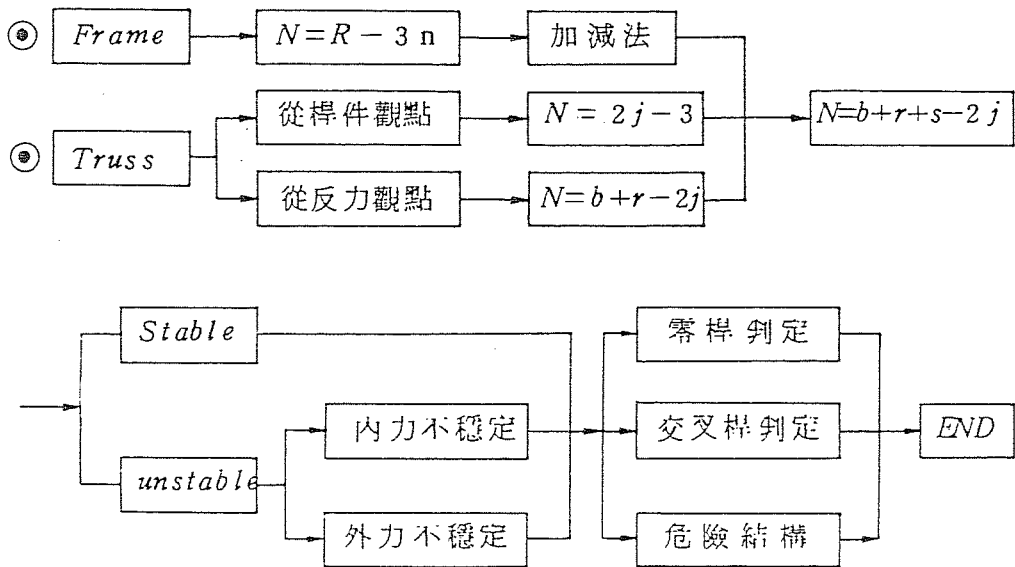 Frame
N=R-3n
加減法
從桿件觀點
N=2j-3
N=b+r+s-2j
Truss
從反力觀點
N=b+r-2j
Stable
零桿判定
內力不穩定
交叉桿判定
END
unstable
外力不穩定
危險結構